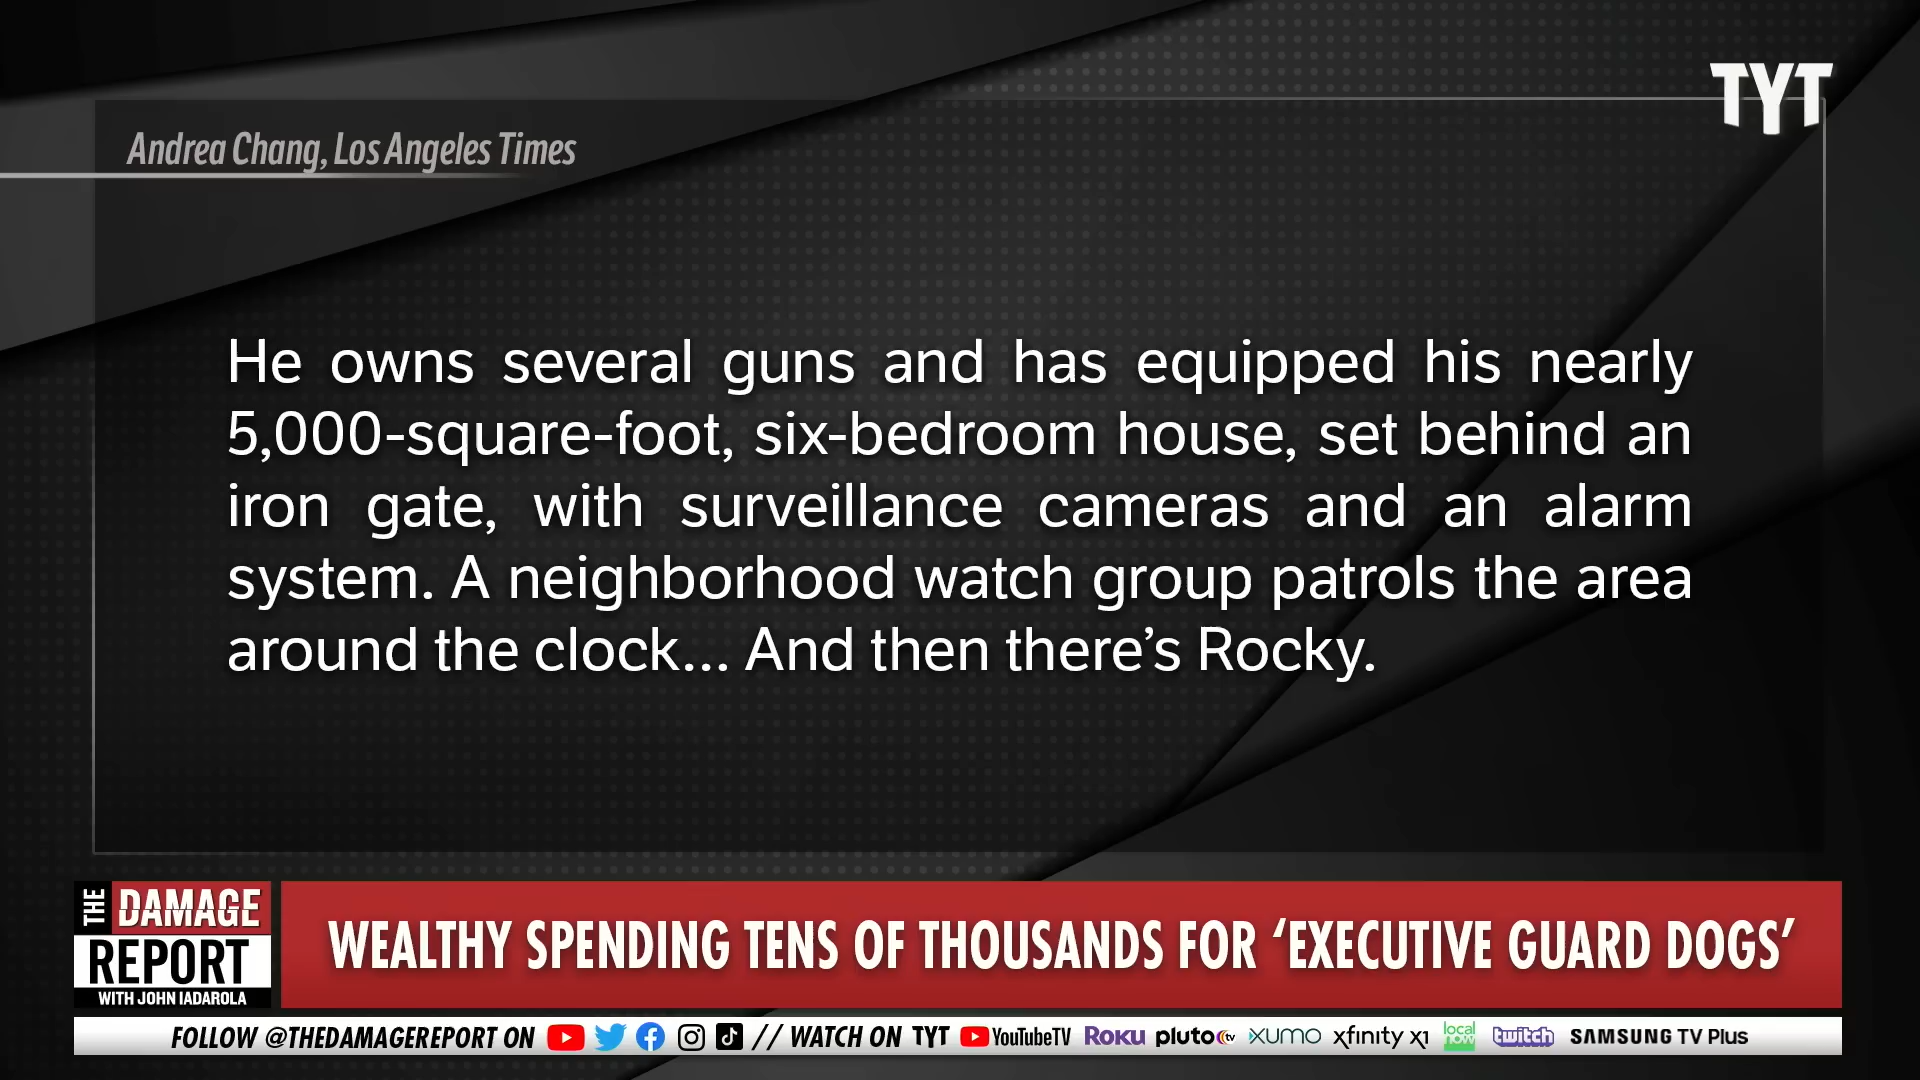 TYT
Andrea Chang, Los Angeles Times
He owns several guns and has equipped his nearly
5,000-square-foot, six-bedroom house, set behind an
iron gate, with surveillance cameras and an alarm
system. A neighborhood watch group patrols the area
around the clock... And then there’s Rocky.
THE DAMAGE
REPORT
WITH JOHN IADAROLA
WEALTHY SPENDING TENS OF THOUSANDS FOR ‘EXECUTIVE GUARD DOGS’
FOLLOW @THEDAMAGEREPORT ON // WATCH ON TYT YouTubeTV ROKU pluto tv XUMO xfinity x1 local now twitch SAMSUNG TV Plus